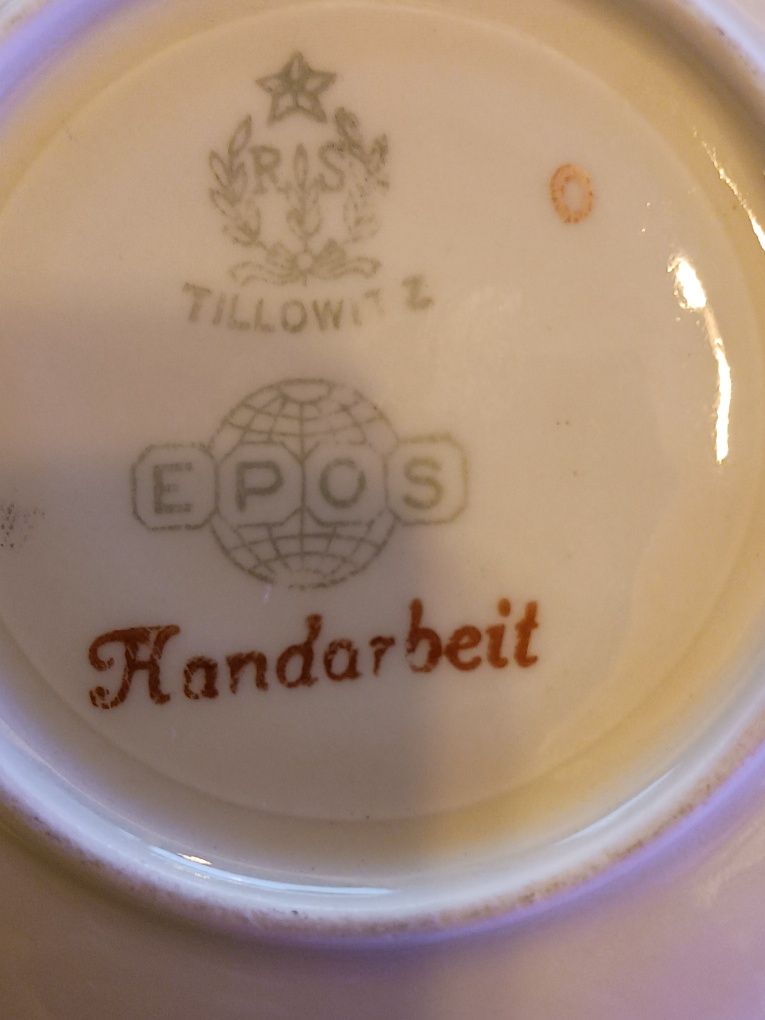 RS
O
TILLOWITZ
EPOS
Handarbeit